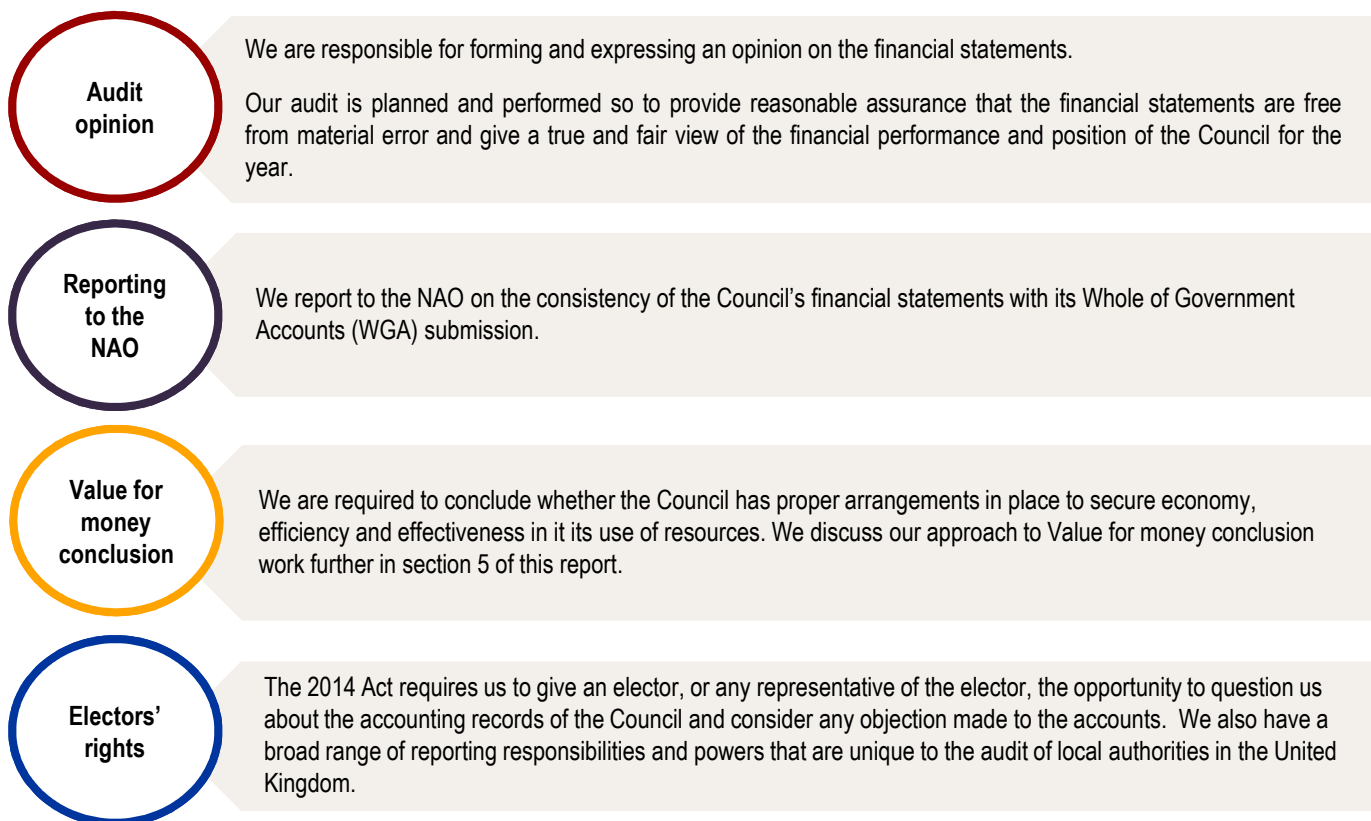 Audit
opinion
We are responsible for forming and expressing an opinion on the financial statements.
Our audit is planned and performed so to provide reasonable assurance that the financial statements are free
from material error and give a true and fair view of the financial performance and position of the Council for the
year.
Reporting
to the
NAO
We report to the NAO on the consistency of the Council's financial statements with its Whole of Government
Accounts (WGA) submission.
Value for
money
conclusion
We are required to conclude whether the Council has proper arrangements in place to secure economy,
efficiency and effectiveness in it its use of resources. We discuss our approach to Value for money conclusion
work further in section 5 of this report.
Electors'
rights
The 2014 Act requires us to give an elector, or any representative of the elector, the opportunity to question us
about the accounting records of the Council and consider any objection made to the accounts.  We also have a
broad range of reporting responsibilities and powers that are unique to the audit of local authorities in the United
Kingdom.